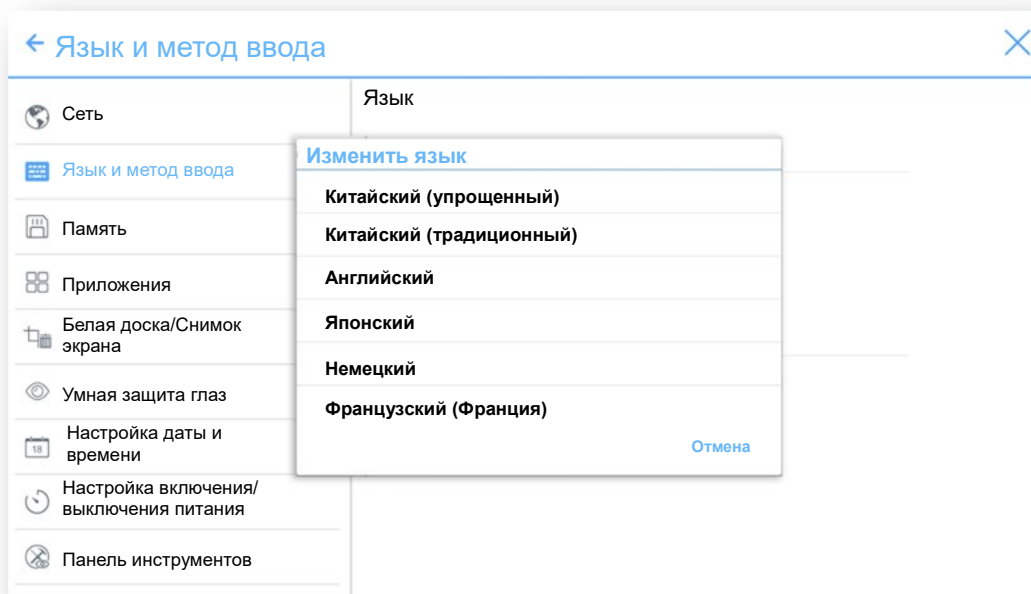 Язык и метод ввода
Сеть
Язык и метод ввода
Память
Приложения
Белая доска/Снимок
экрана
Умная защита глаз
18
Настройка даты и
времени
Настройка включения/
выключения питания
Панель инструментов
Язык
Изменить язык
Китайский (упрощенный)
Китайский (традиционный)
Английский
Японский
Немецкий
Французский (Франция)
Отмена